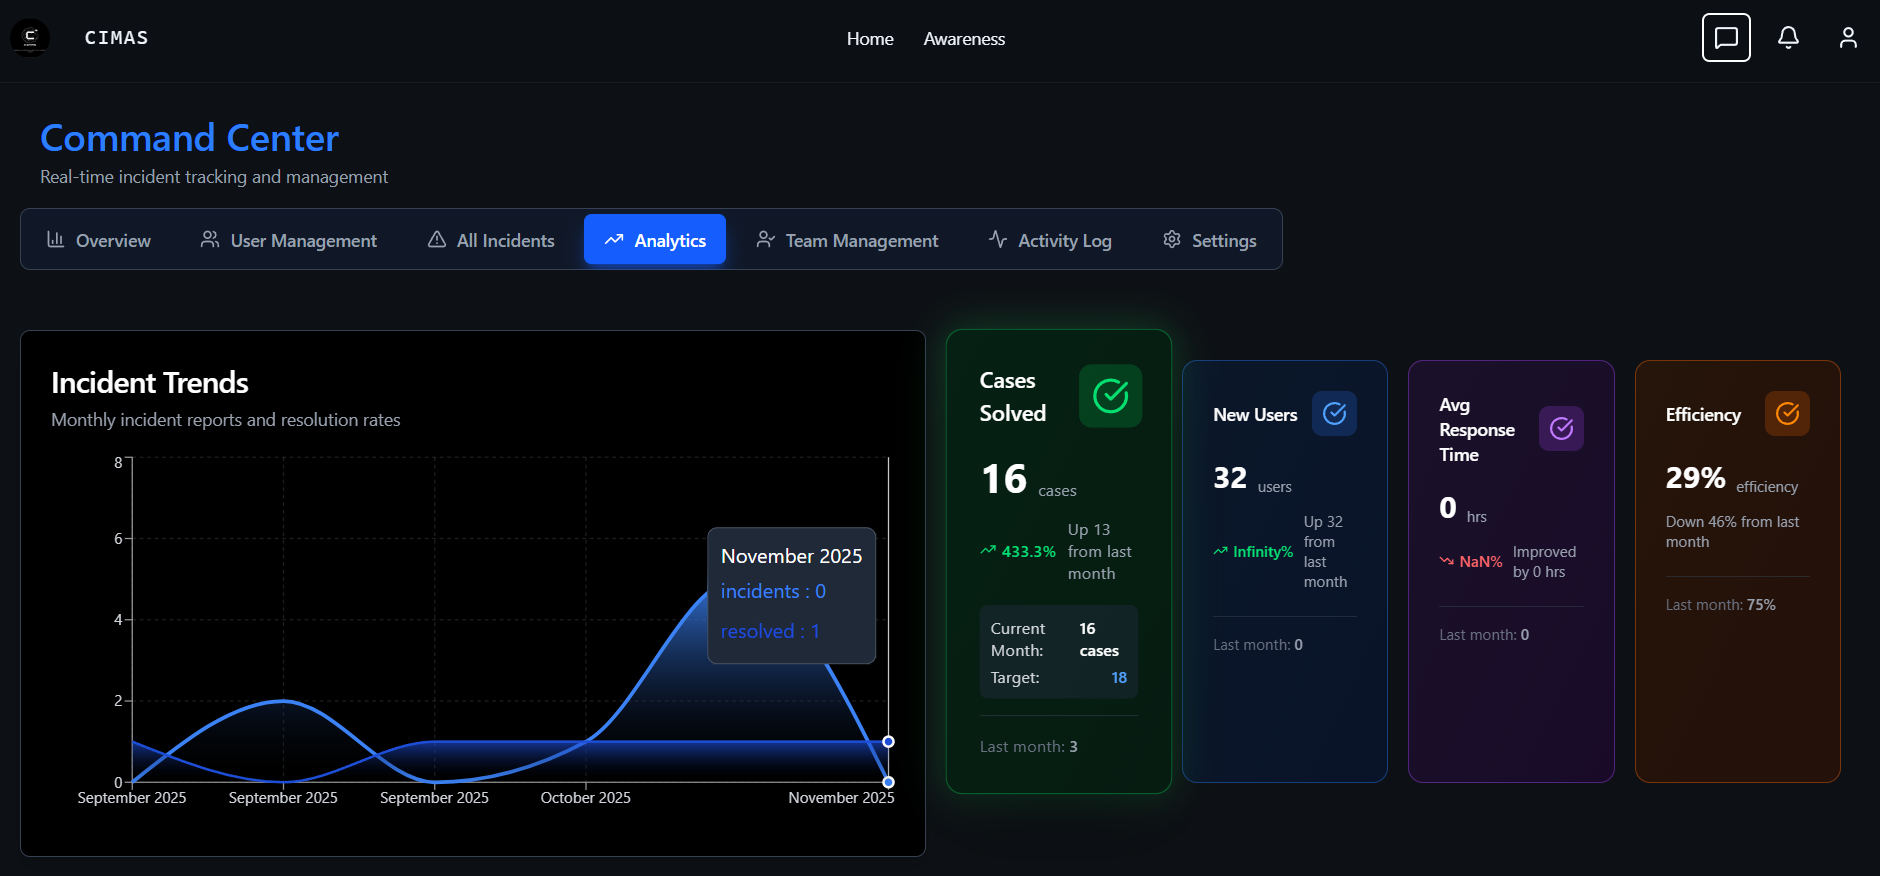 CIMAS
Home
Awareness
Command Center
Real-time incident tracking and management
Overview
User Management
All Incidents
Analytics
Team Management
Activity Log
Settings
Incident Trends
Monthly incident reports and resolution rates
8
6
4
2
0
September 2025
September 2025
September 2025
October 2025
November 2025
November 2025
incidents : 0
resolved : 1
Cases
Solved
16 cases
433.3%
Up 13
from last
month
Current
Month:
16
cases
Target:
18
Last month: 3
New Users
32 users
Infinity%
Up 32
from
last
month
Last month: 0
Avg
Response
Time
0 hrs
NaN%
Improved
by 0 hrs
Last month: 0
Efficiency
29% efficiency
Down 46% from last
month
Last month: 75%